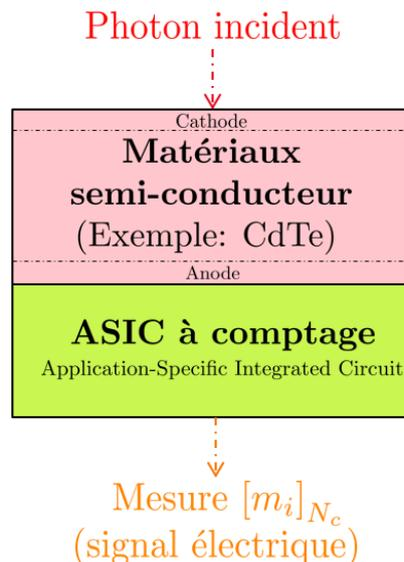 Photon incident
Cathode
Matériaux
semi-conducteur
(Exemple: CdTe)
Anode
ASIC à comptage
Application-Specific Integrated Circuit
Mesure [m_i]_{N_c}
(signal électrique)